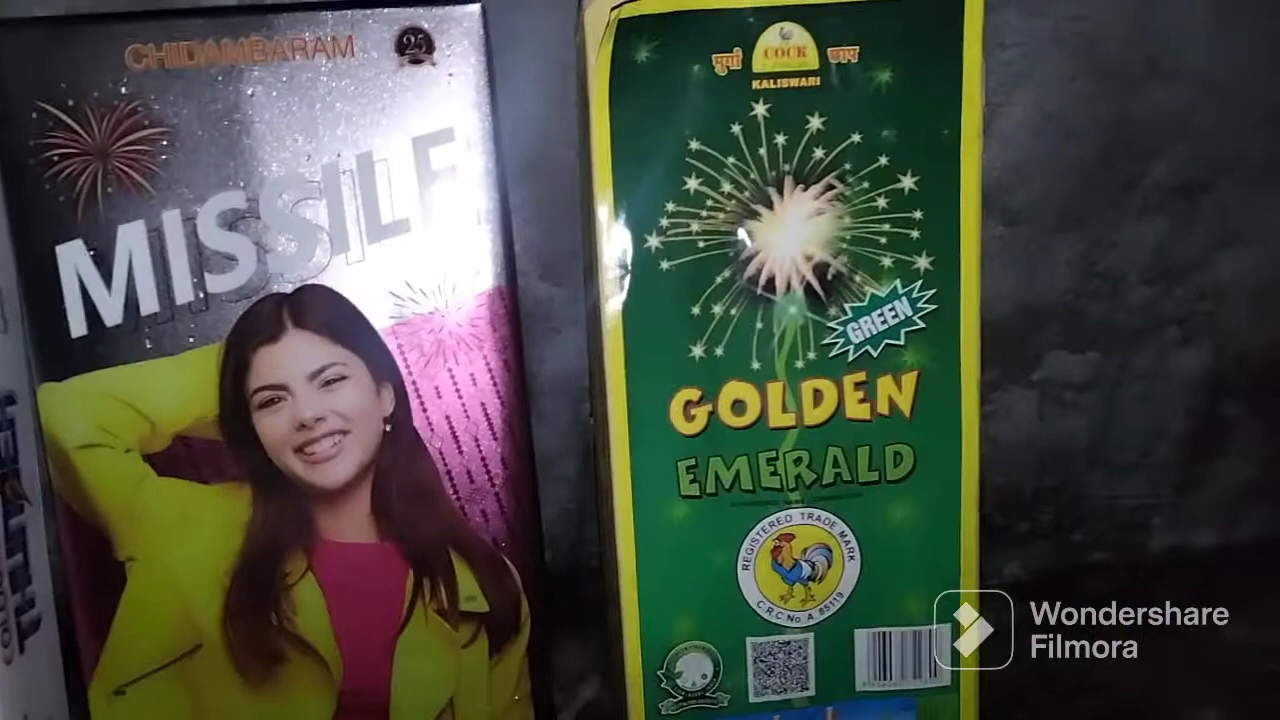 CHIDAMBARAM
25
MISSILE
मुर्गा
COCK
छाप
KALISWARI
GREEN
GOLDEN
EMERALD
REGISTERED TRADE MARK
C.R.C No. A 85119
Wondershare
Filmora